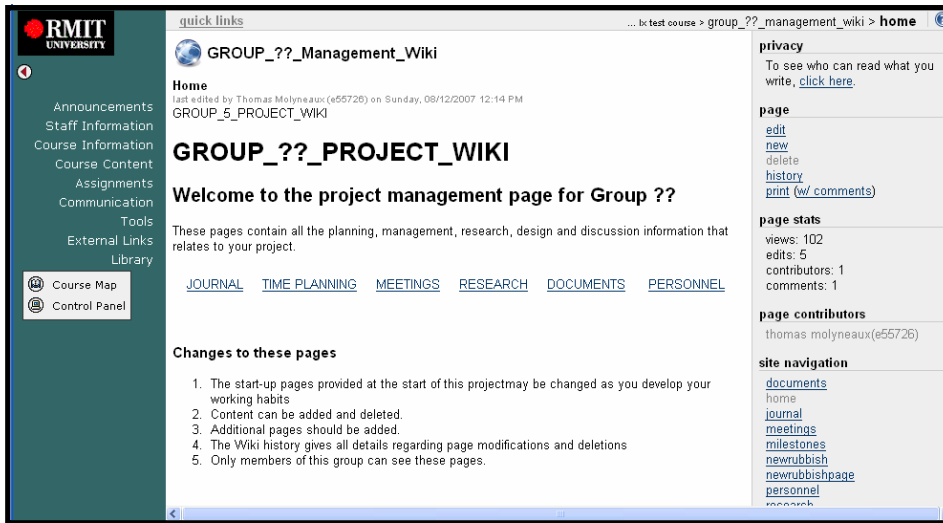 RMIT
UNIVERSITY
Announcements
Staff Information
Course Information
Course Content
Assignments
Communication
Tools
External Links
Library
Course Map
Control Panel
quick links
... lx test course > group_??_management_wiki > home
GROUP_??_Management_Wiki
Home
last edited by Thomas Molyneaux (e55726) on Sunday, 08/12/2007 12:14 PM
GROUP_5_PROJECT_WIKI
GROUP_??_PROJECT_WIKI
Welcome to the project management page for Group ??
These pages contain all the planning, management, research, design and discussion information that
relates to your project.
JOURNAL TIME PLANNING MEETINGS RESEARCH DOCUMENTS PERSONNEL
Changes to these pages
1. The start-up pages provided at the start of this projectmay be changed as you develop your
working habits
2. Content can be added and deleted.
3. Additional pages should be added.
4. The Wiki history gives all details regarding page modifications and deletions
5. Only members of this group can see these pages.
privacy
To see who can read what you
write, click here.
page
edit
new
delete
history
print (w/ comments)
page stats
views: 102
edits: 5
contributors: 1
comments: 1
page contributors
thomas molyneaux(e55726)
site navigation
documents
home
journal
meetings
milestones
newrubbish
newrubbishpage
personnel
research